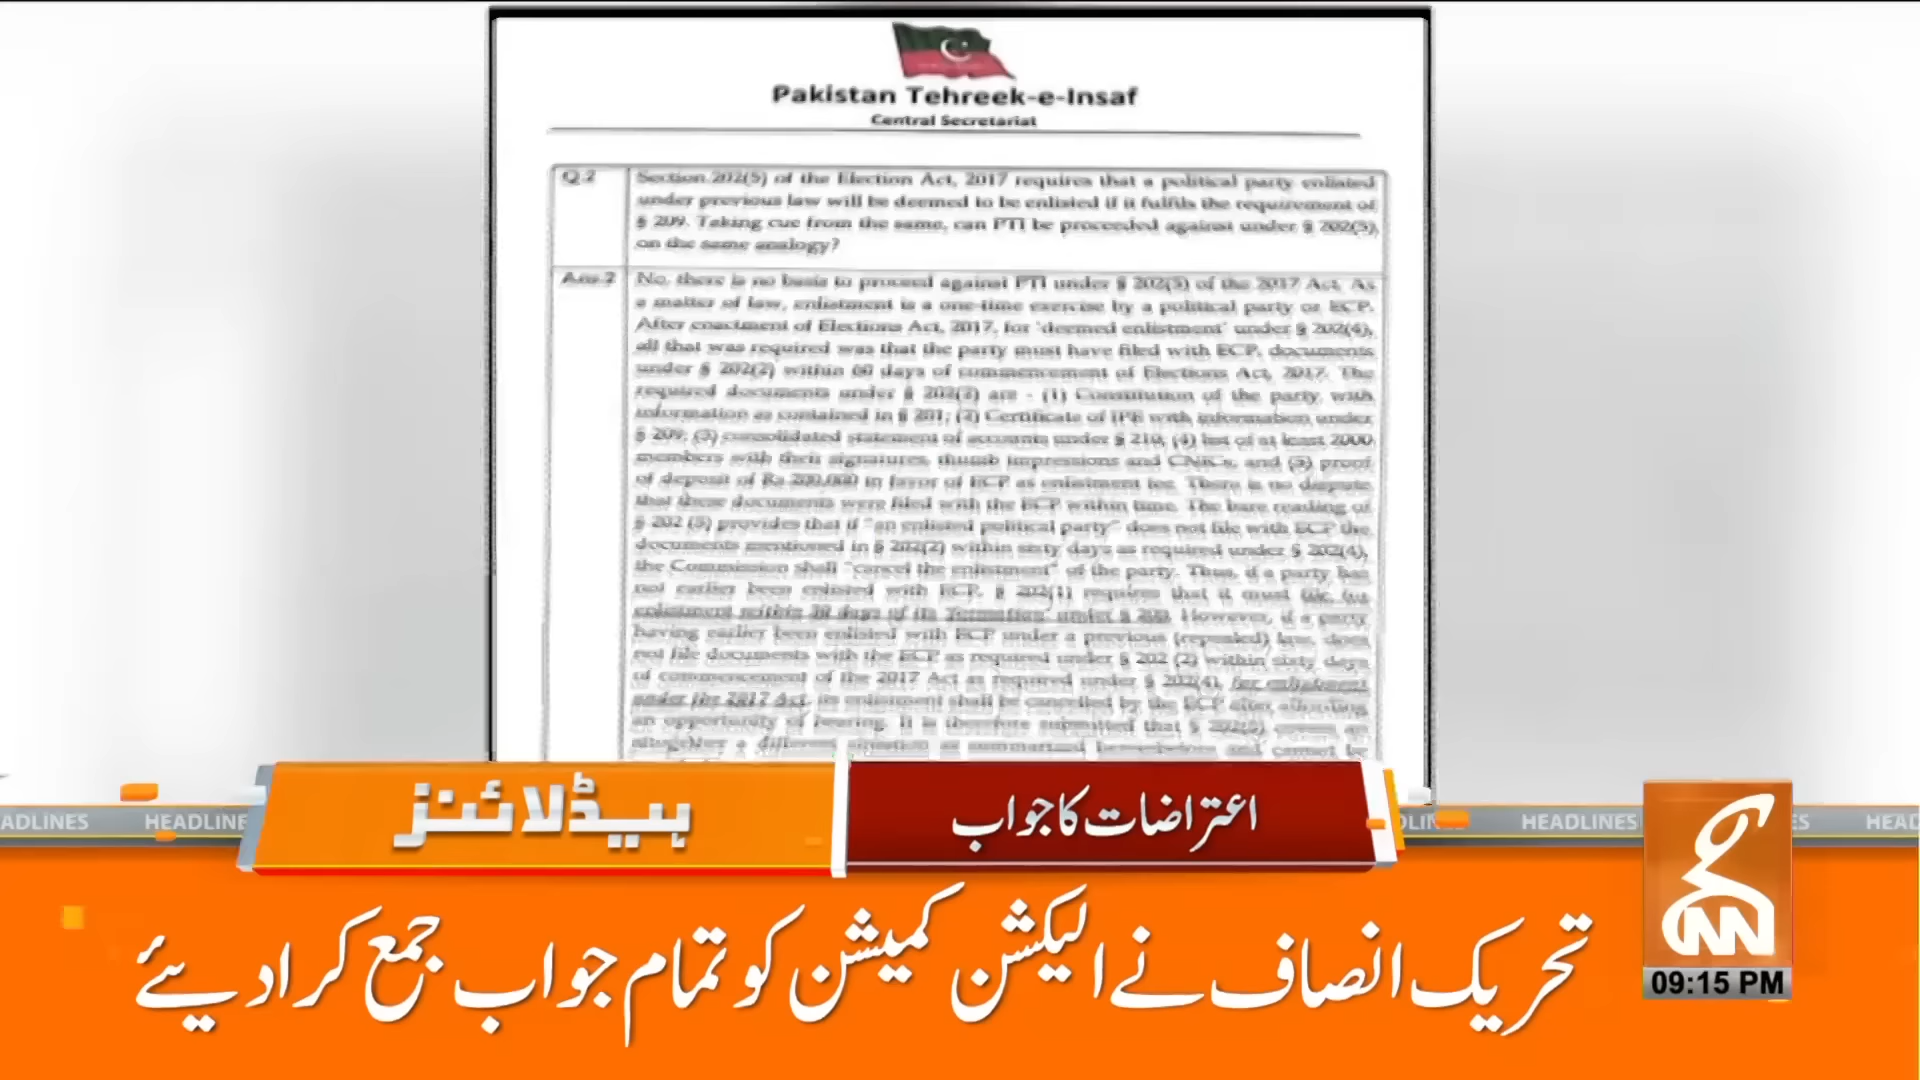 Pakistan Tehreek-e-Insaf
Central Secretariat
Q.2
Section 202(5) of the Election Act, 2017 requires that a political party enlisted
under previous law will be deemed to be enlisted if it fulfils the requirement of
§ 209. Taking cue from the same, can PTI be proceeded against under § 202(5)
on the same analogy?
Ans.2
No, there is no basis to proceed against PTI under § 202(5) of the 2017 Act. As
a matter of law, enlistment is a one-time exercise by a political party or ECP.
After enactment of Elections Act, 2017, for 'deemed enlistment' under § 202(4),
all that was required was that the party must have filed with ECP, documents
under § 202(2) within 60 days of commencement of Elections Act, 2017. The
required documents under § 202(2) are - (1) Constitution of the party with
information as contained in § 201; (2) Certificate of IPE with information under
§ 209; (3) consolidated statement of accounts under § 210, (4) list of at least 2000
members with their signatures, thumb impressions and CNICs, and (5) proof
of deposit of Rs 200,000 in favor of ECP as enlistment fee. There is no dispute
that these documents were filed with the ECP within time. The bare reading of
§ 202 (5) provides that if "an enlisted political party" does not file with ECP the
documents mentioned in § 202(2) within sixty days as required under § 202(4),
the Commission shall "cancel the enlistment" of the party. Thus, if a party has
not earlier been enlisted with ECP, § 202(1) requires that it must file for
enlistment within 30 days of its formation under § 200. However, if a party
having earlier been enlisted with ECP under a previous (repealed) law, does
not file documents with the ECP as required under § 202 (2) within sixty days
of commencement of the 2017 Act as required under § 202(4), for enlistment
under the 2017 Act, its enlistment shall be cancelled by the ECP after affording
an opportunity of hearing. It is therefore submitted that § 202(5)
altogether a different situation as summarized
ہیڈلائنز
اعتراضات کا جواب
ADLINES HEADLINE HEADLINES HEAD
تحریک انصاف نے الیکشن کمیشن کو تمام جواب جمع کرا دیئے
GNN
09:15 PM